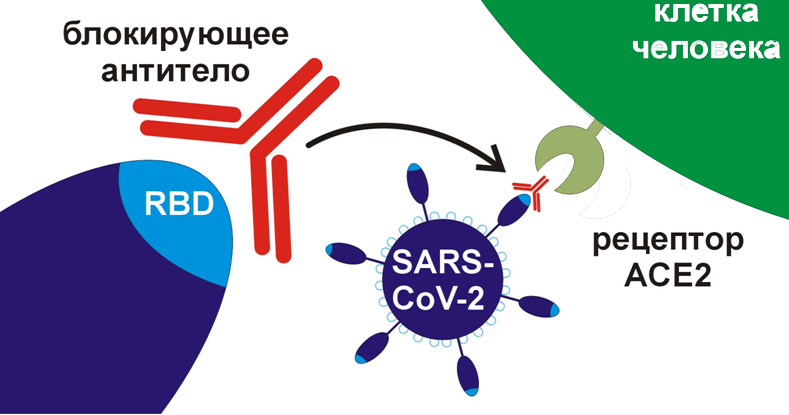 блокирующее
антитело
клетка
человека
RBD
SARS-
CoV-2
рецептор
ACE2